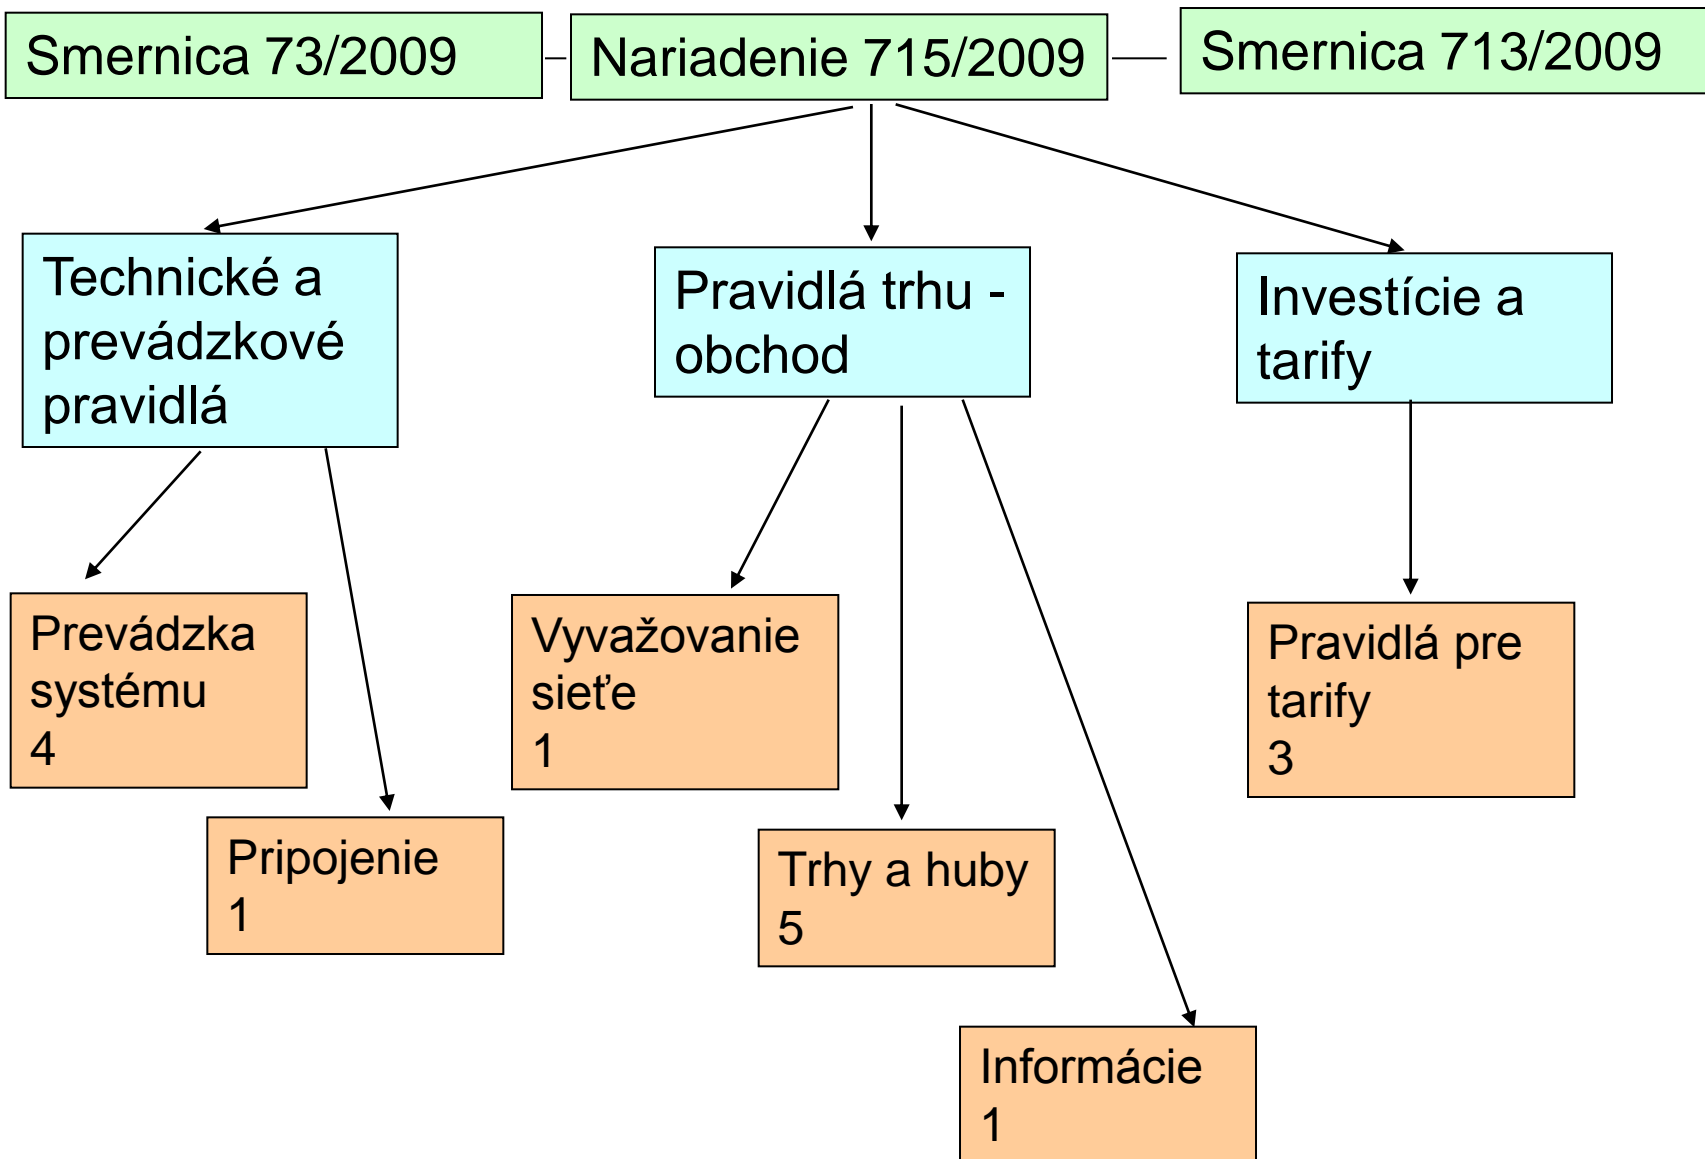 Smernica 73/2009
Nariadenie 715/2009
Smernica 713/2009
Technické a
prevádzkové
pravidlá
Pravidlá trhu -
obchod
Investície a
tarify
Prevádzka
systému
4
Pripojenie
1
Vyvažovanie
sieťe
1
Trhy a huby
5
Informácie
1
Pravidlá pre
tarify
3